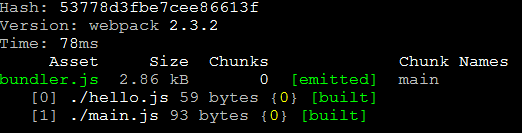 Hash: 53778d3fbe7cee86613f
Version: webpack 2.3.2
Time: 78ms
Asset Size Chunks Chunk Names
bundler.js 2.86 kB 0 [emitted] main
[0] ./hello.js 59 bytes {0} [built]
[1] ./main.js 93 bytes {0} [built]